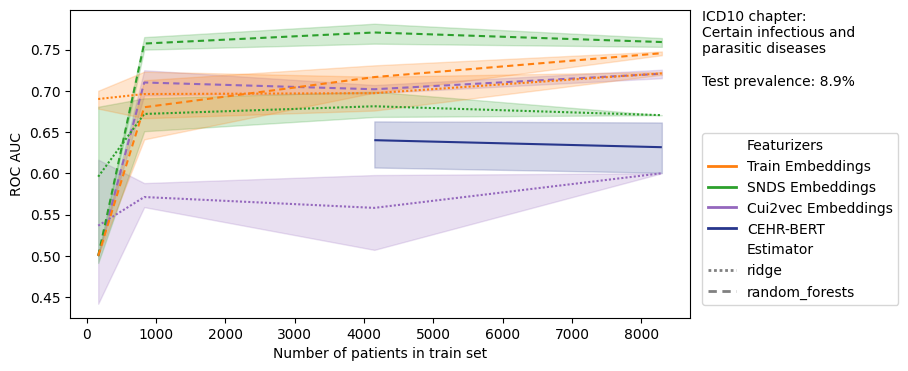 ICD10 chapter:
Certain infectious and
parasitic diseases
Test prevalence: 8.9%
ROC AUC
0.75
0.70
0.65
0.60
0.55
0.50
0.45
0
1000
2000
3000
4000
5000
6000
7000
8000
Number of patients in train set
Featurizers
Train Embeddings
SNDS Embeddings
Cui2vec Embeddings
CEHR-BERT
Estimator
ridge
random_forests